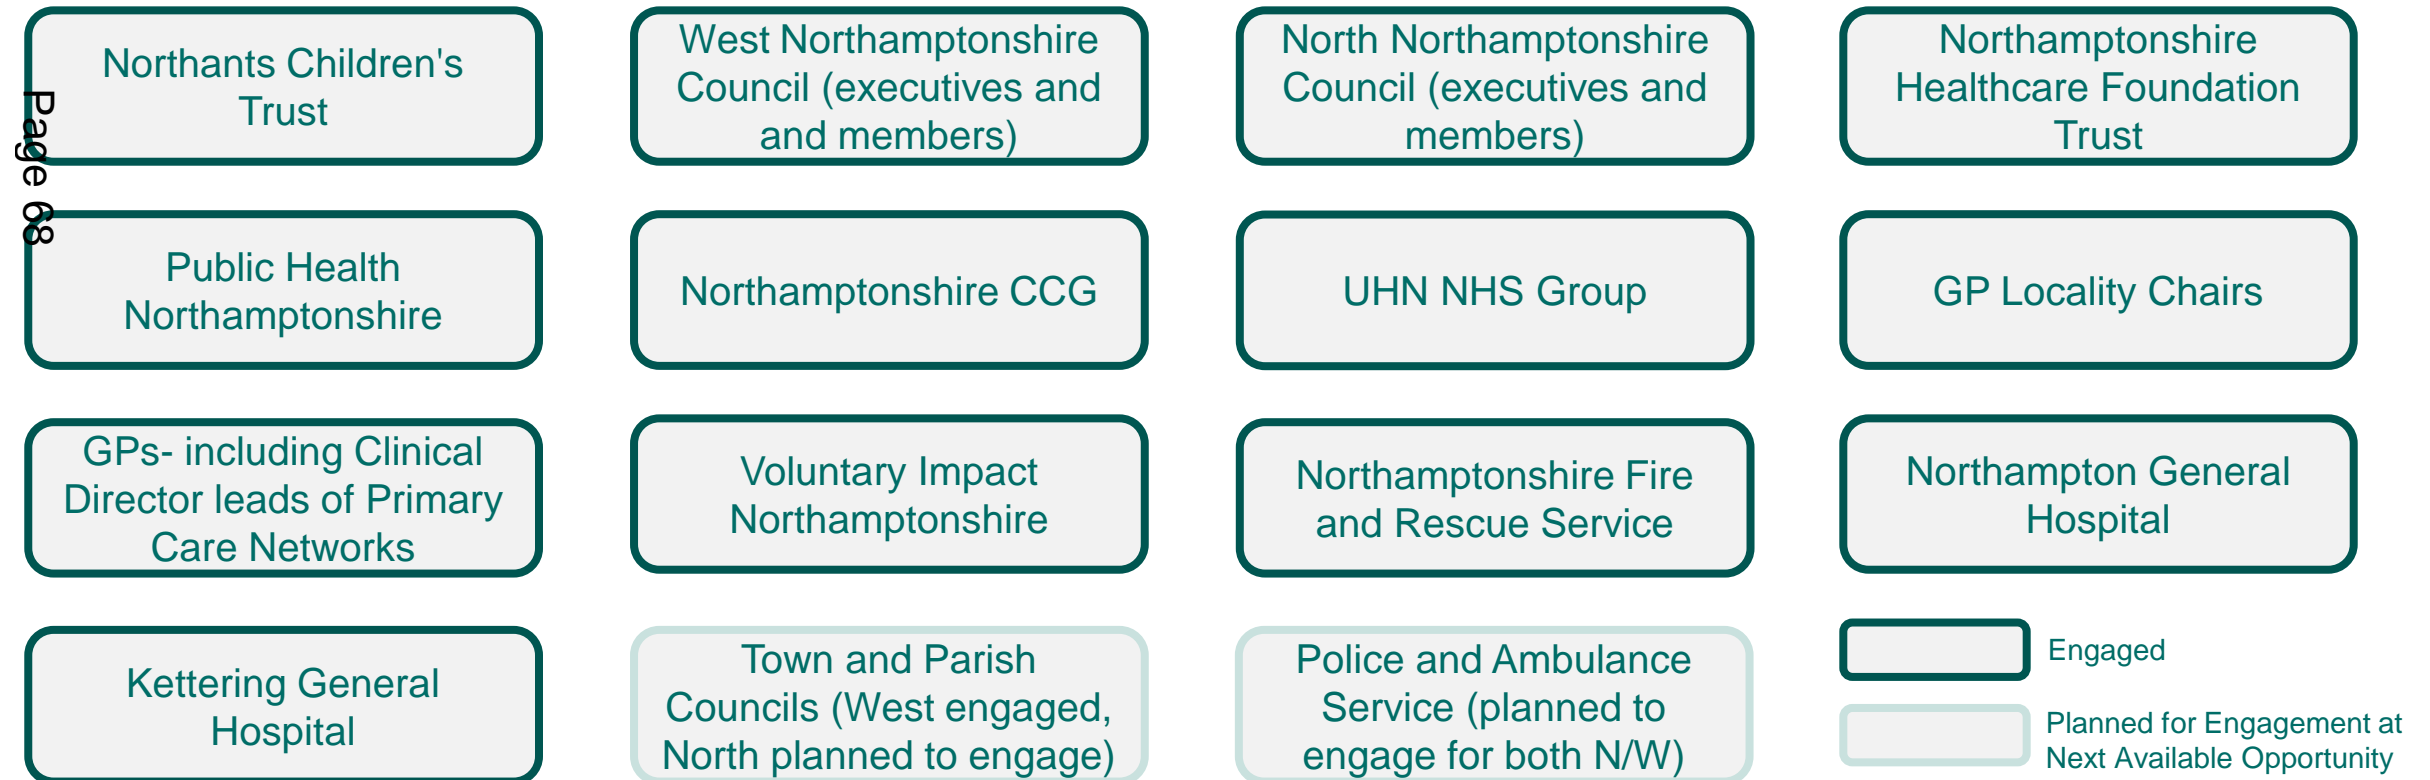 Northants Children's
Trust
West Northamptonshire
Council (executives and
and members)
North Northamptonshire
Council (executives and
members)
Northamptonshire
Healthcare Foundation
Trust
Page 68
Public Health
Northamptonshire
Northamptonshire CCG
UHN NHS Group
GP Locality Chairs
GPs- including Clinical
Director leads of Primary
Care Networks
Voluntary Impact
Northamptonshire
Northamptonshire Fire
and Rescue Service
Northampton General
Hospital
Kettering General
Hospital
Town and Parish
Councils (West engaged,
North planned to engage)
Police and Ambulance
Service (planned to
engage for both N/W)
Engaged
Planned for Engagement at
Next Available Opportunity